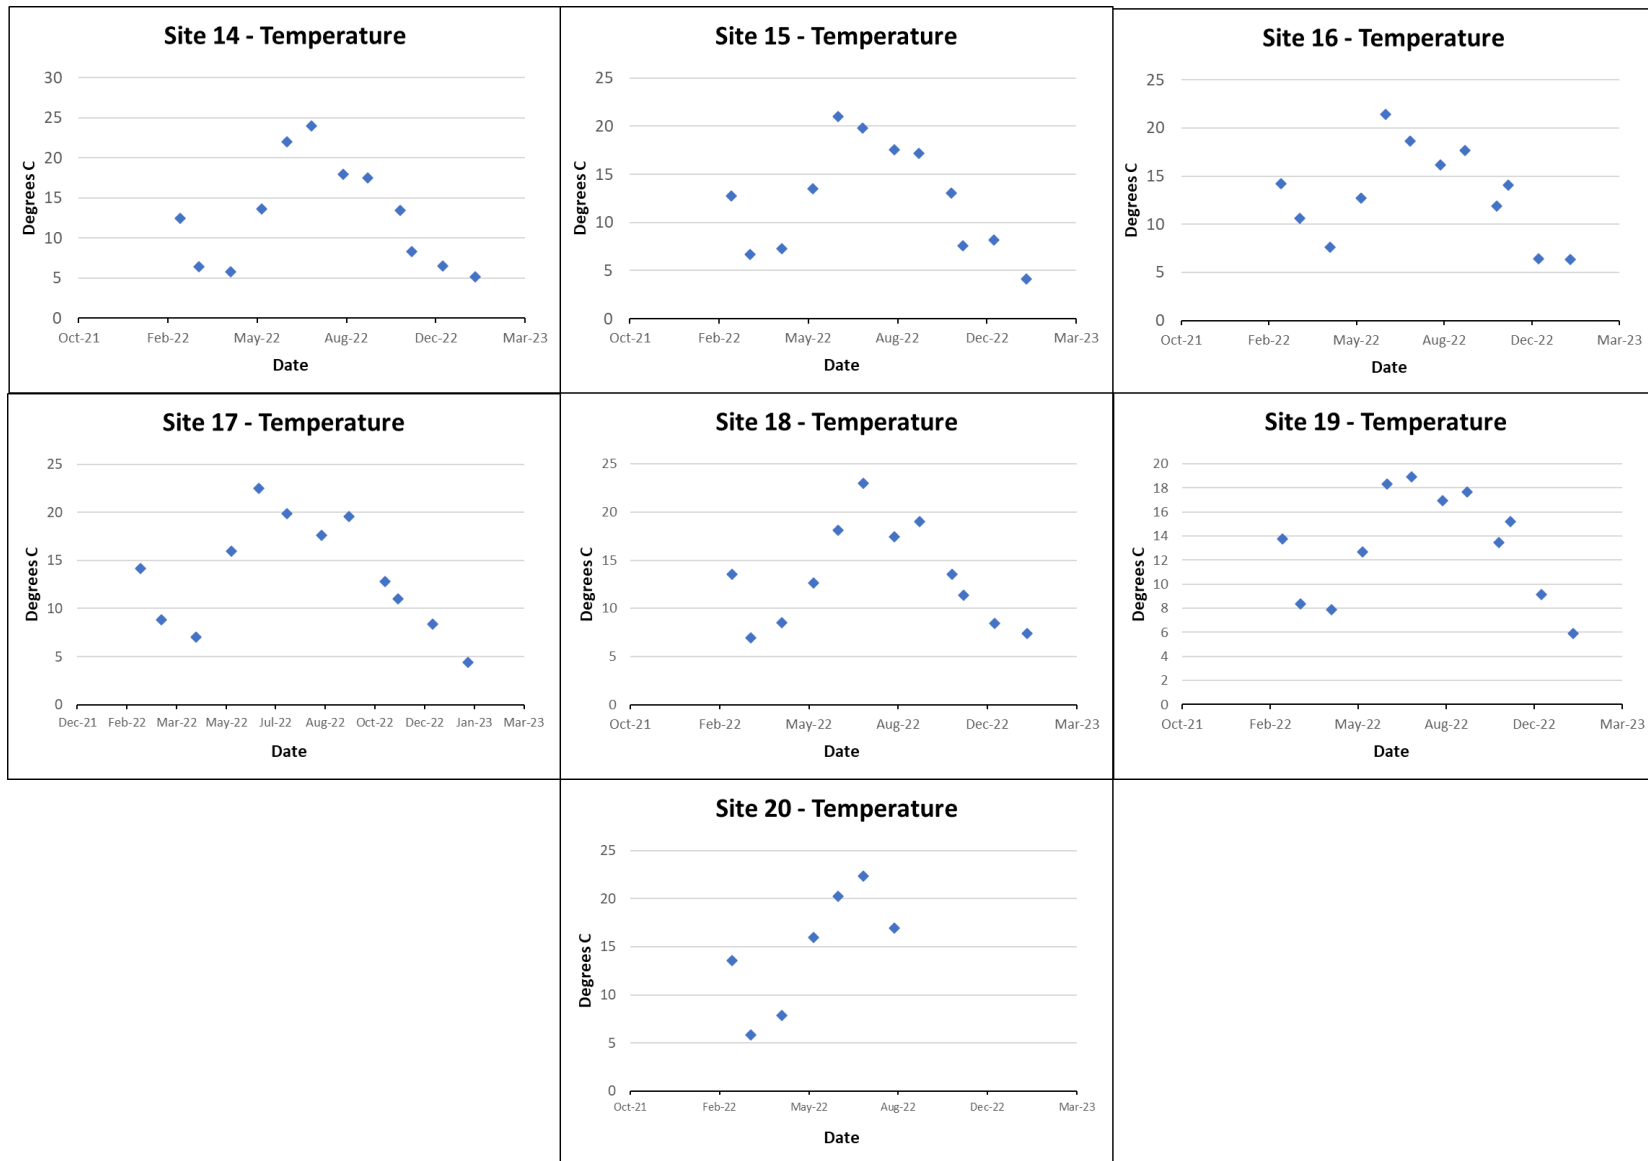 Site 14 - Temperature
30
25
20
15
10
5
0
Degrees C
Oct-21 Feb-22 May-22 Aug-22 Dec-22 Mar-23
Date
Site 15 - Temperature
25
20
15
10
5
0
Degrees C
Oct-21 Feb-22 May-22 Aug-22 Dec-22 Mar-23
Date
Site 16 - Temperature
25
20
15
10
5
0
Degrees C
Oct-21 Feb-22 May-22 Aug-22 Dec-22 Mar-23
Date
Site 17 - Temperature
25
20
15
10
5
0
Degrees C
Dec-21 Feb-22 Mar-22 May-22 Jul-22 Aug-22 Oct-22 Dec-22 Jan-23 Mar-23
Date
Site 18 - Temperature
25
20
15
10
5
0
Degrees C
Oct-21 Feb-22 May-22 Aug-22 Dec-22 Mar-23
Date
Site 19 - Temperature
20
18
16
14
12
10
8
6
4
2
0
Degrees C
Oct-21 Feb-22 May-22 Aug-22 Dec-22 Mar-23
Date
Site 20 - Temperature
25
20
15
10
5
0
Degrees C
Oct-21 Feb-22 May-22 Aug-22 Dec-22 Mar-23
Date